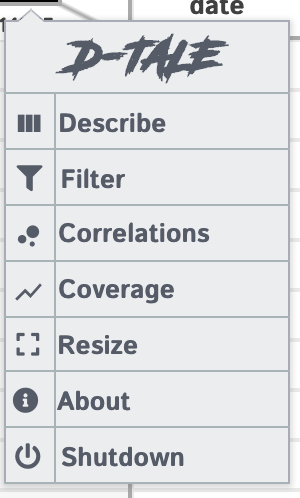 date
D-TALE
Describe
Filter
Correlations
Coverage
Resize
About
Shutdown